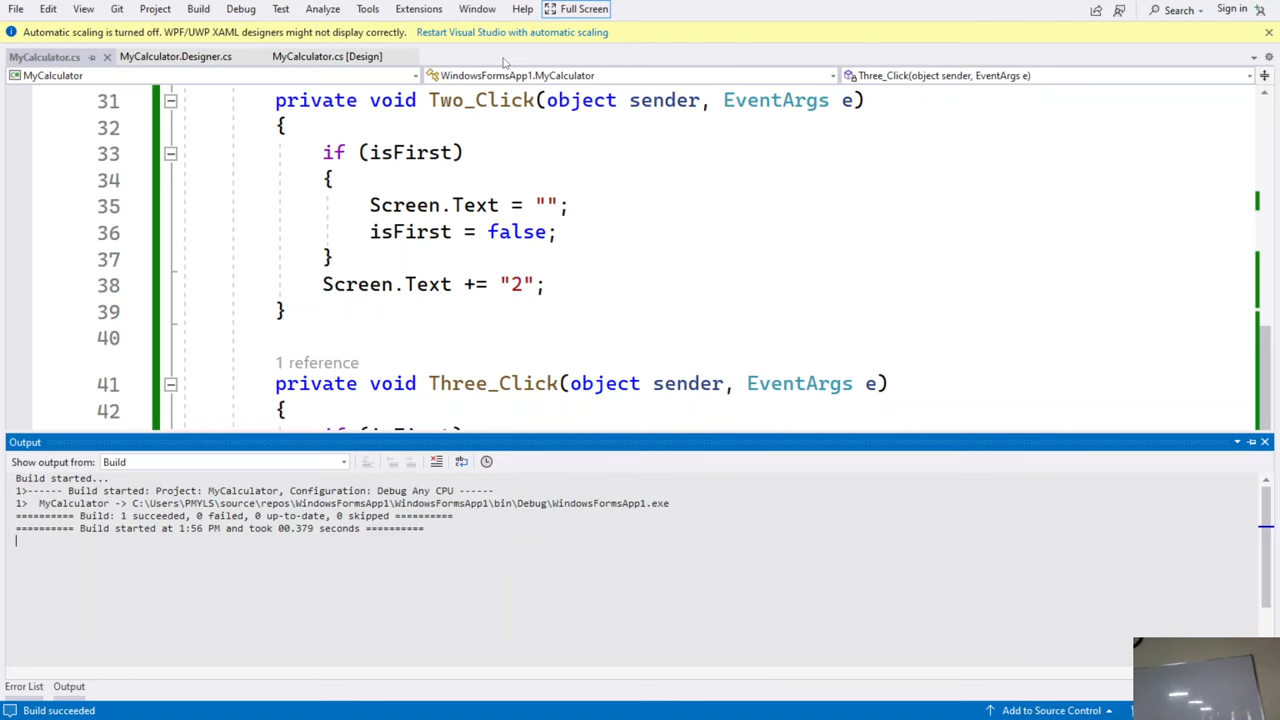 File Edit View Git Project Build Debug Test Analyze Tools Extensions Window Help Full Screen Search Sign in
Automatic scaling is turned off. WPF/UWP XAML designers might not display correctly. Restart Visual Studio with automatic scaling
MyCalculator.cs MyCalculator.Designer.cs MyCalculator.cs [Design]
MyCalculator WindowsFormsApp1.MyCalculator Three_Click(object sender, EventArgs e)
31 private void Two_Click(object sender, EventArgs e)
32 {
33 if (isFirst)
34 {
35 Screen.Text = "";
36 isFirst = false;
37 }
38 Screen.Text += "2";
39 }
40
1 reference
41 private void Three_Click(object sender, EventArgs e)
42 {
if (isFirst)
Output
Show output from: Build
Build started...
1>------ Build started: Project: MyCalculator, Configuration: Debug Any CPU ------
1> MyCalculator -> C:\Users\PMYLS\source\repos\WindowsFormsApp1\WindowsFormsApp1\bin\Debug\WindowsFormsApp1.exe
========== Build: 1 succeeded, 0 failed, 0 up-to-date, 0 skipped ==========
========== Build started at 1:56 PM and took 00.379 seconds ==========
Error List Output
Build succeeded Add to Source Control